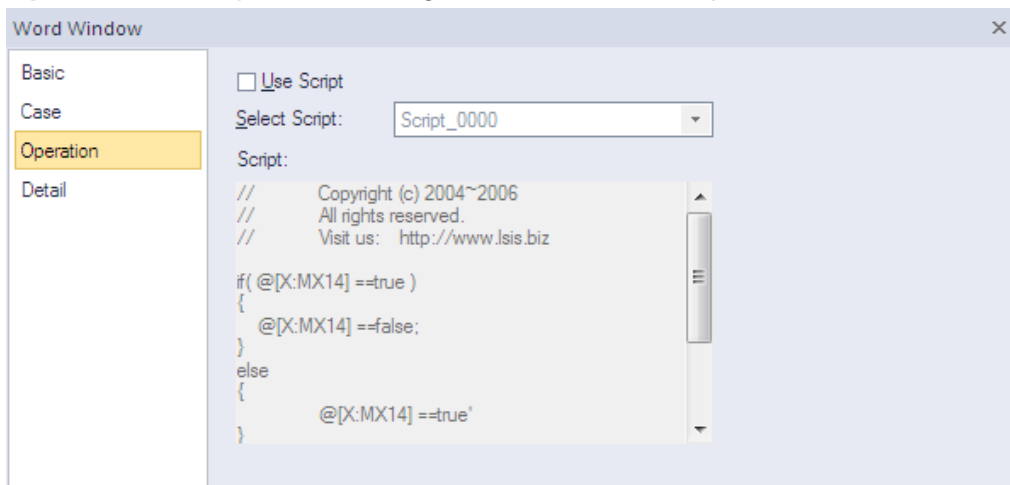 Word Window
Basic
Case
Operation
Detail
Use Script
Select Script: Script_0000
Script:
// Copyright (c) 2004~2006
// All rights reserved.
// Visit us: http://www.lsis.biz
if( @[X:MX14] ==true )
{
@[X:MX14] ==false;
}
else
{
@[X:MX14] ==true'
}